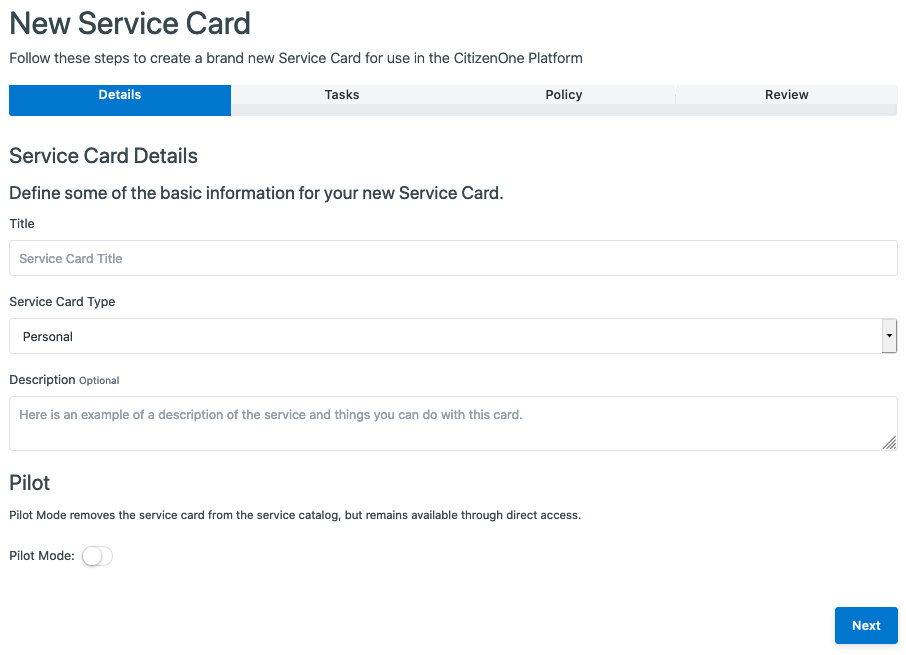 New Service Card
Follow these steps to create a brand new Service Card for use in the CitizenOne Platform
Details Tasks Policy Review
Service Card Details
Define some of the basic information for your new Service Card.
Title
Service Card Title
Service Card Type
Personal
Description Optional
Here is an example of a description of the service and things you can do with this card.
Pilot
Pilot Mode removes the service card from the service catalog, but remains available through direct access.
Pilot Mode:
Next